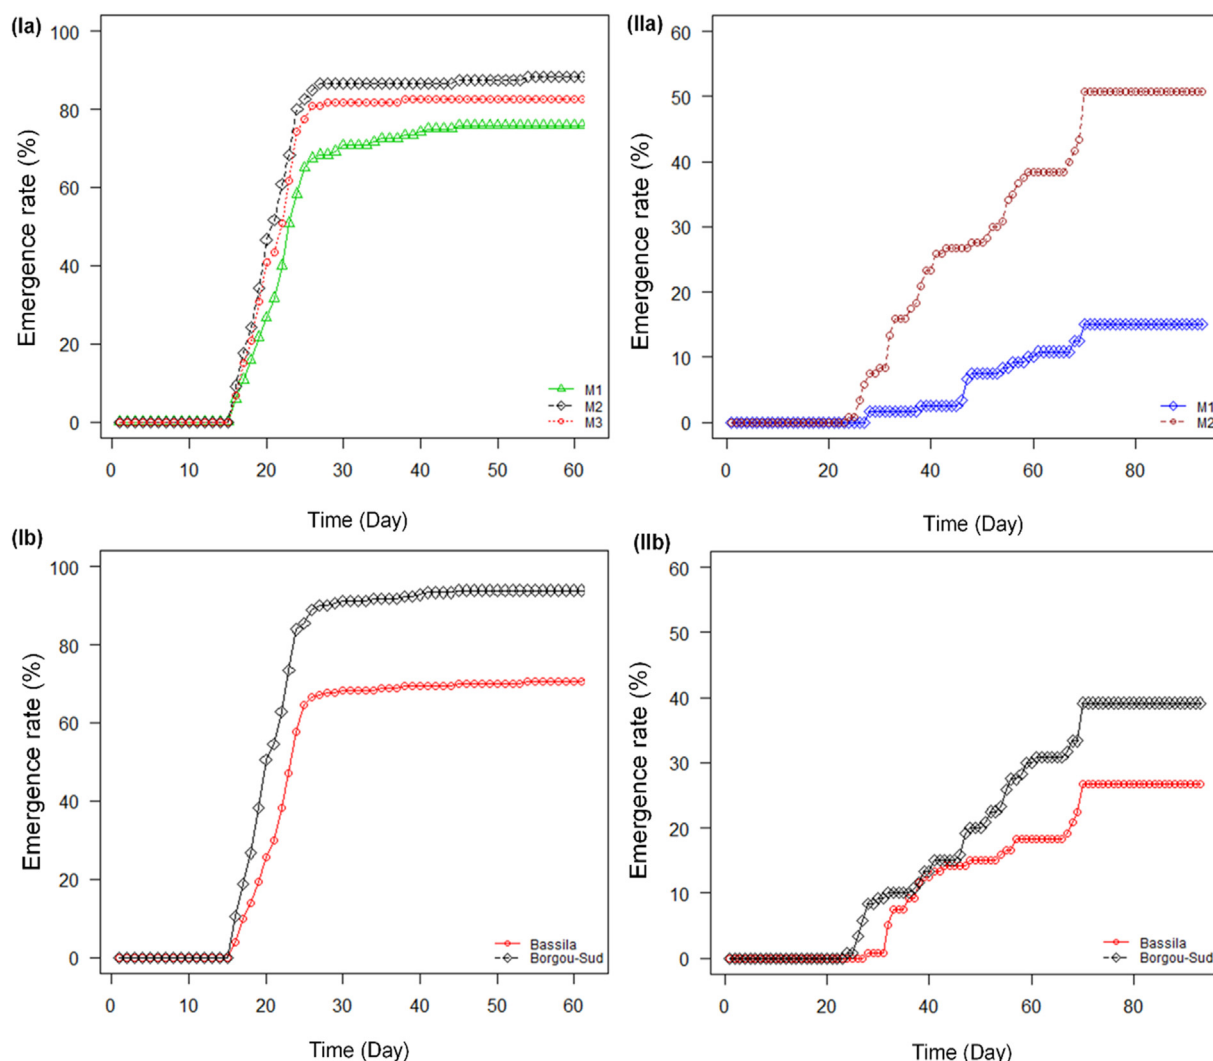 (Ia)
Emergence rate (%)
100
80
60
40
20
0
M1
M2
M3
0 10 20 30 40 50 60
Time (Day)
(IIa)
Emergence rate (%)
60
50
40
30
20
10
0
M1
M2
0 20 40 60 80
Time (Day)
(Ib)
Emergence rate (%)
100
80
60
40
20
0
Bassila
Borgou-Sud
0 10 20 30 40 50 60
Time (Day)
(IIb)
Emergence rate (%)
60
50
40
30
20
10
0
Bassila
Borgou-Sud
0 20 40 60 80
Time (Day)